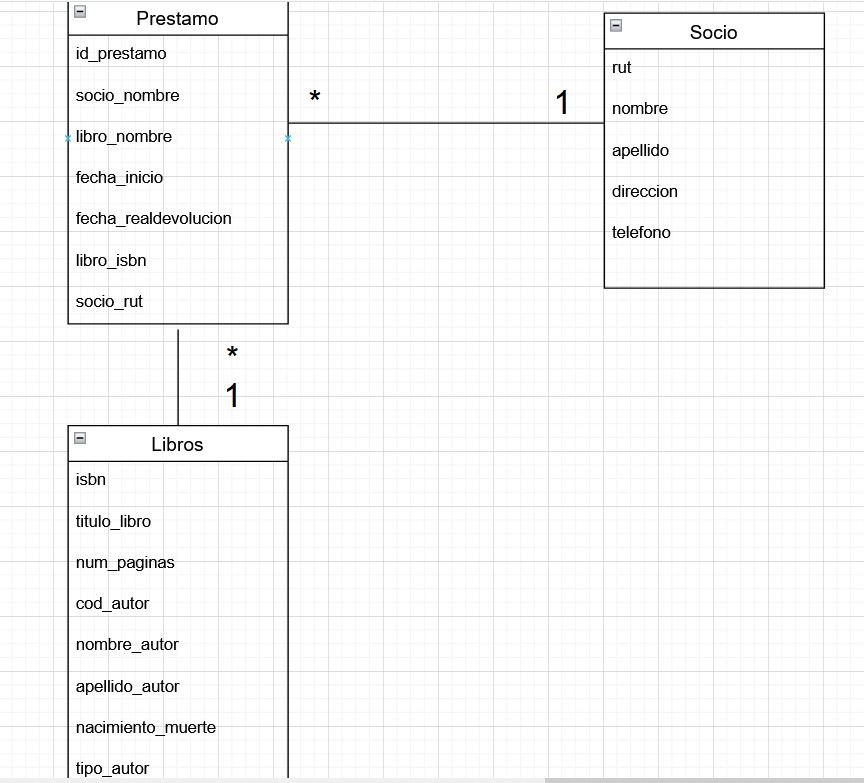 Prestamo
id_prestamo
socio_nombre
libro_nombre
fecha_inicio
fecha_realdevolucion
libro_isbn
socio_rut
* 1
Socio
rut
nombre
apellido
direccion
telefono
*
1
Libros
isbn
titulo_libro
num_paginas
cod_autor
nombre_autor
apellido_autor
nacimiento_muerte
tipo_autor